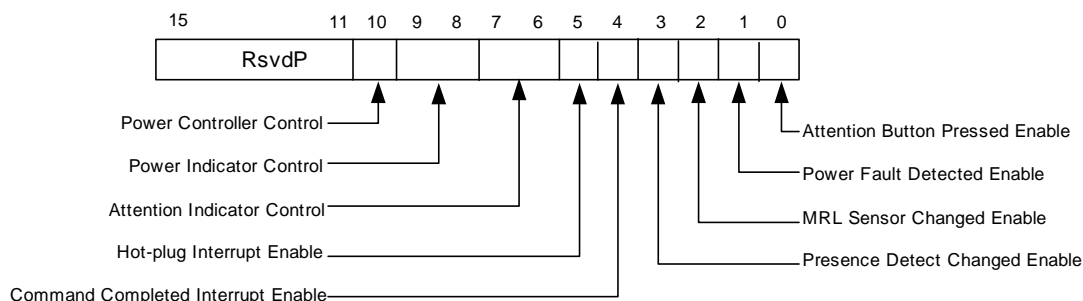 15 11 10 9 8 7 6 5 4 3 2 1 0
RsvdP
Power Controller Control
Attention Button Pressed Enable
Power Indicator Control
Power Fault Detected Enable
Attention Indicator Control
MRL Sensor Changed Enable
Hot-plug Interrupt Enable
Presence Detect Changed Enable
Command Completed Interrupt Enable